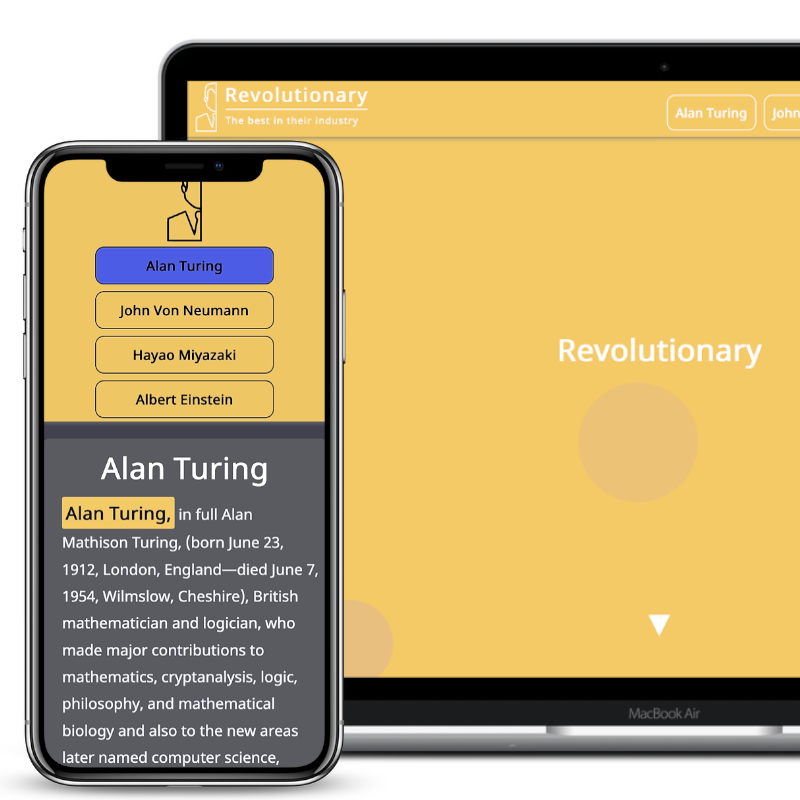 Revolutionary
The best in their industry
Alan Turing
John
Revolutionary
MacBook Air
Alan Turing
John Von Neumann
Hayao Miyazaki
Albert Einstein
Alan Turing
Alan Turing, in full Alan
Mathison Turing, (born June 23,
1912, London, England—died June 7,
1954, Wilmslow, Cheshire), British
mathematician and logician, who
made major contributions to
mathematics, cryptanalysis, logic,
philosophy, and mathematical
biology and also to the new areas
later named computer science,